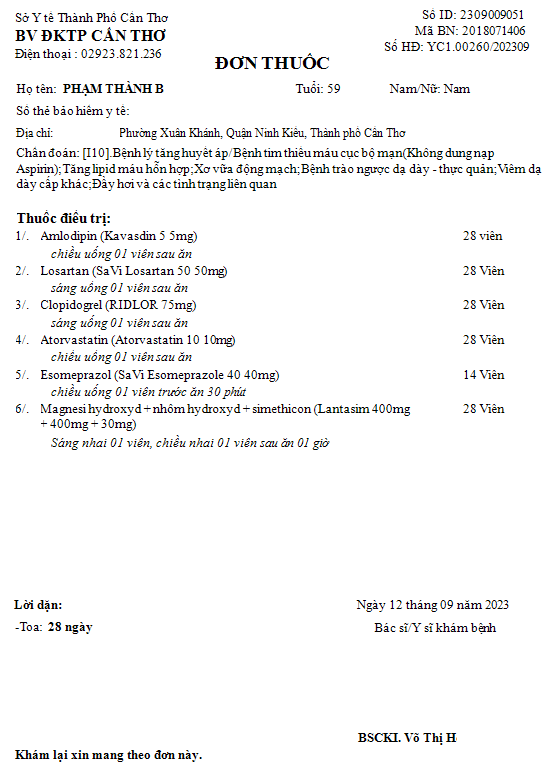 Sở Y tế Thành Phố Cần Thơ
BV ĐKTP CẦN THƠ
Điện thoại : 02923.821.236
Số ID: 2309009051
Mã BN: 2018071406
Số HĐ: YC1.00260/202309
ĐƠN THUỐC
Họ tên: PHẠM THÀNH B
Tuổi: 59
Nam/Nữ: Nam
Số thẻ bảo hiểm y tế:
Địa chỉ: Phường Xuân Khánh, Quận Ninh Kiều, Thành phố Cần Thơ
Chẩn đoán: [I10].Bệnh lý tăng huyết áp/Bệnh tim thiếu máu cục bộ mạn(Không dung nạp
Aspirin);Tăng lipid máu hỗn hợp;Xơ vữa động mạch;Bệnh trào ngược dạ dày - thực quản;Viêm dạ
dày cấp khác;Đầy hơi và các tình trạng liên quan
Thuốc điều trị:
1/. Amlodipin (Kavasdin 5 5mg) 28 viên
chiều uống 01 viên sau ăn
2/. Losartan (SaVi Losartan 50 50mg) 28 Viên
sáng uống 01 viên sau ăn
3/. Clopidogrel (RIDLOR 75mg) 28 Viên
sáng uống 01 viên sau ăn
4/. Atorvastatin (Atorvastatin 10 10mg) 28 Viên
chiều uống 01 viên sau ăn
5/. Esomeprazol (SaVi Esomeprazole 40 40mg) 14 Viên
chiều uống 01 viên trước ăn 30 phút
6/. Magnesi hydroxyd + nhôm hydroxyd + simethicon (Lantasim 400mg 28 Viên
+ 400mg + 30mg)
Sáng nhai 01 viên, chiều nhai 01 viên sau ăn 01 giờ
Lời dặn:
Ngày 12 tháng 09 năm 2023
-Toa: 28 ngày
Bác sĩ/Y sĩ khám bệnh
BSCKI. Võ Thị H
Khám lại xin mang theo đơn này.